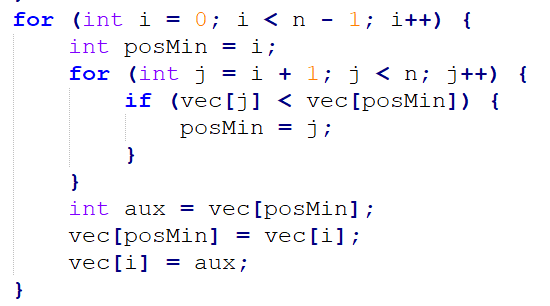 for (int i = 0; i < n - 1; i++) {
    int posMin = i;
    for (int j = i + 1; j < n; j++) {
        if (vec[j] < vec[posMin]) {
            posMin = j;
        }
    }
    int aux = vec[posMin];
    vec[posMin] = vec[i];
    vec[i] = aux;
}